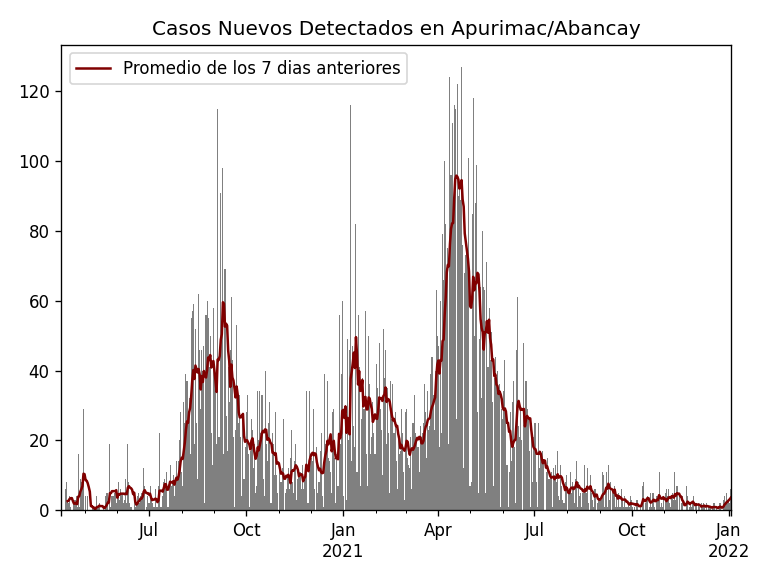 Casos Nuevos Detectados en Apurimac/Abancay
Promedio de los 7 dias anteriores
120
100
80
60
40
20
0
Jul Oct Jan Apr Jul Oct Jan
2021 2022